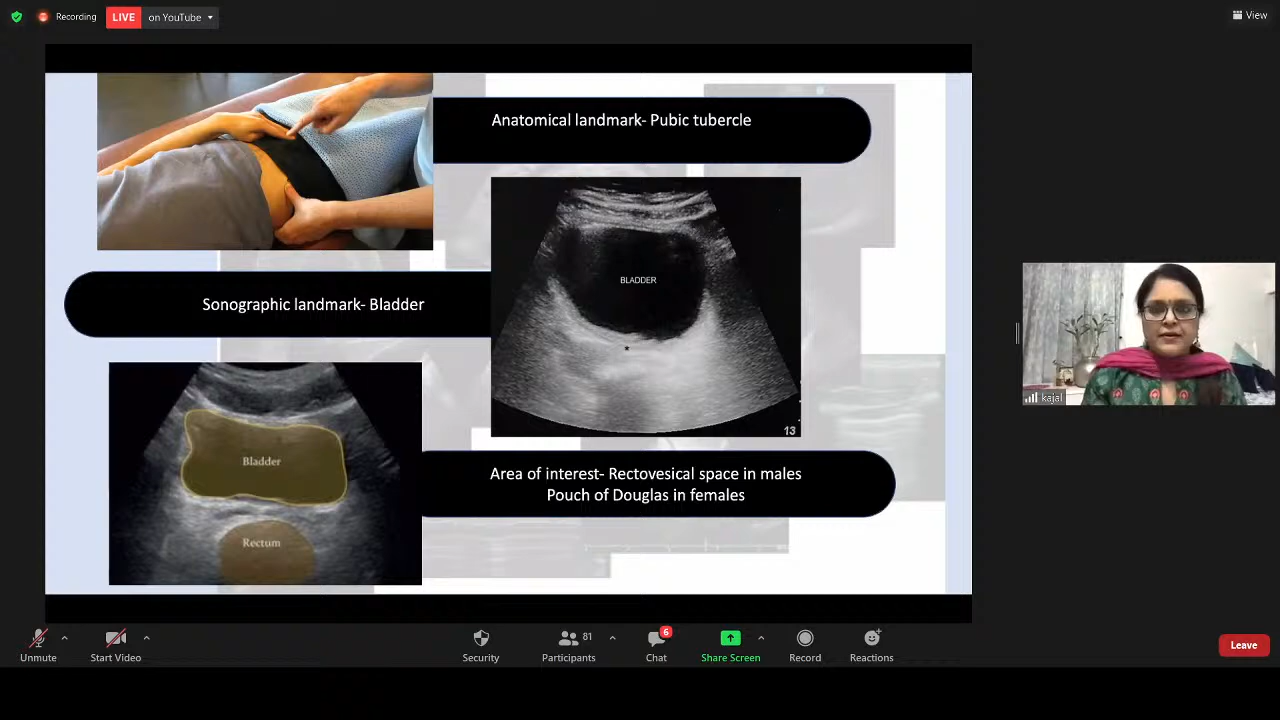 Recording
LIVE on YouTube
View
Anatomical landmark- Pubic tubercle
BLADDER
*
13
Sonographic landmark- Bladder
Bladder
Rectum
Area of interest- Rectovesical space in males
Pouch of Douglas in females
kajal
Unmute
Start Video
Security
81
Participants
6
Chat
Share Screen
Record
Reactions
Leave